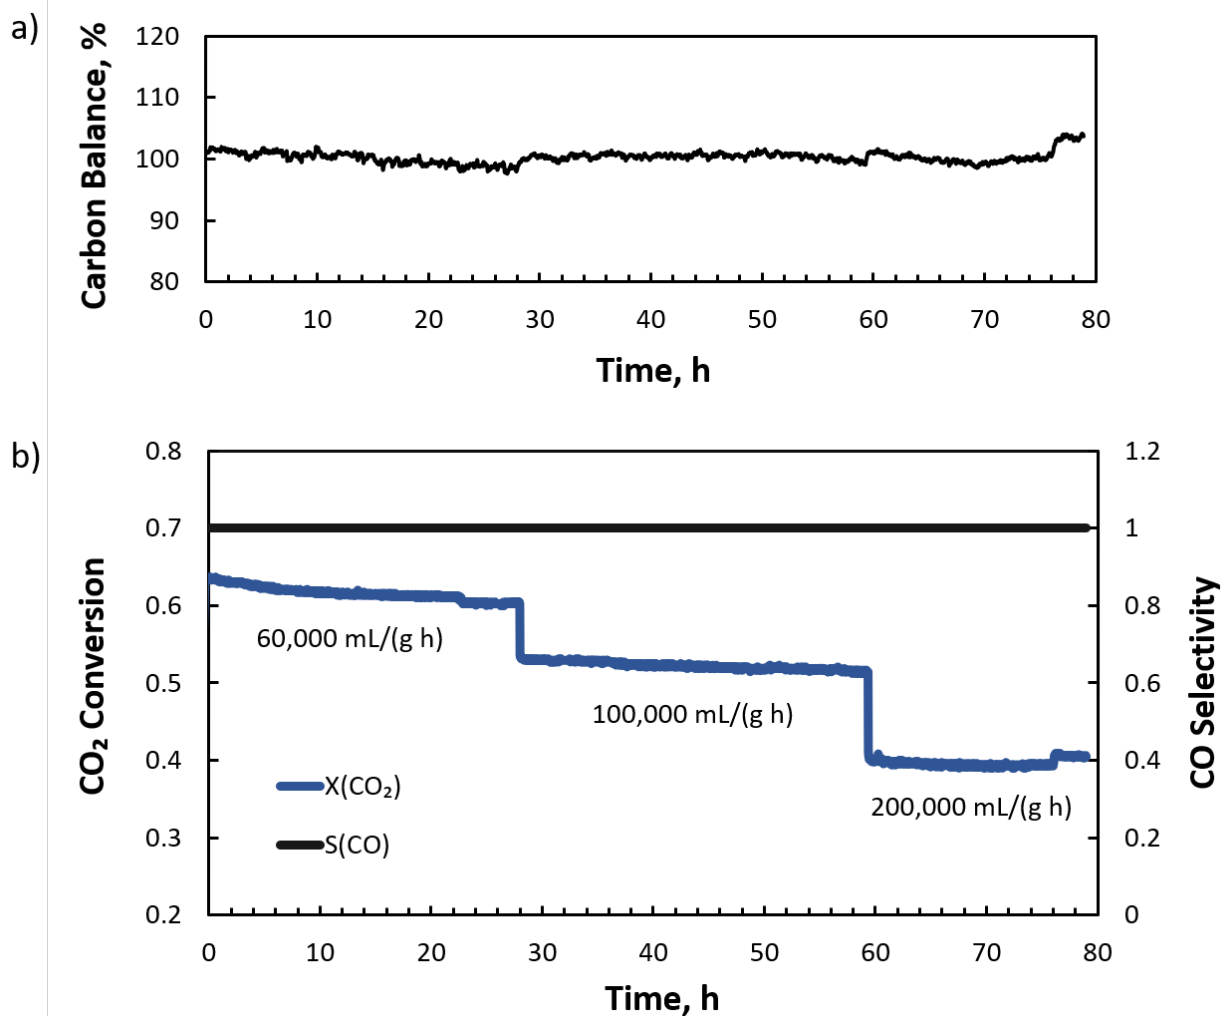 a)
Carbon Balance, %
120
110
100
90
80
0 10 20 30 40 50 60 70 80
Time, h
b)
CO₂ Conversion
0.8
0.7
0.6
0.5
0.4
0.3
0.2
60,000 mL/(g h)
100,000 mL/(g h)
200,000 mL/(g h)
X(CO₂)
S(CO)
1.2
1
0.8
0.6
0.4
0.2
0
CO Selectivity
0 10 20 30 40 50 60 70 80
Time, h